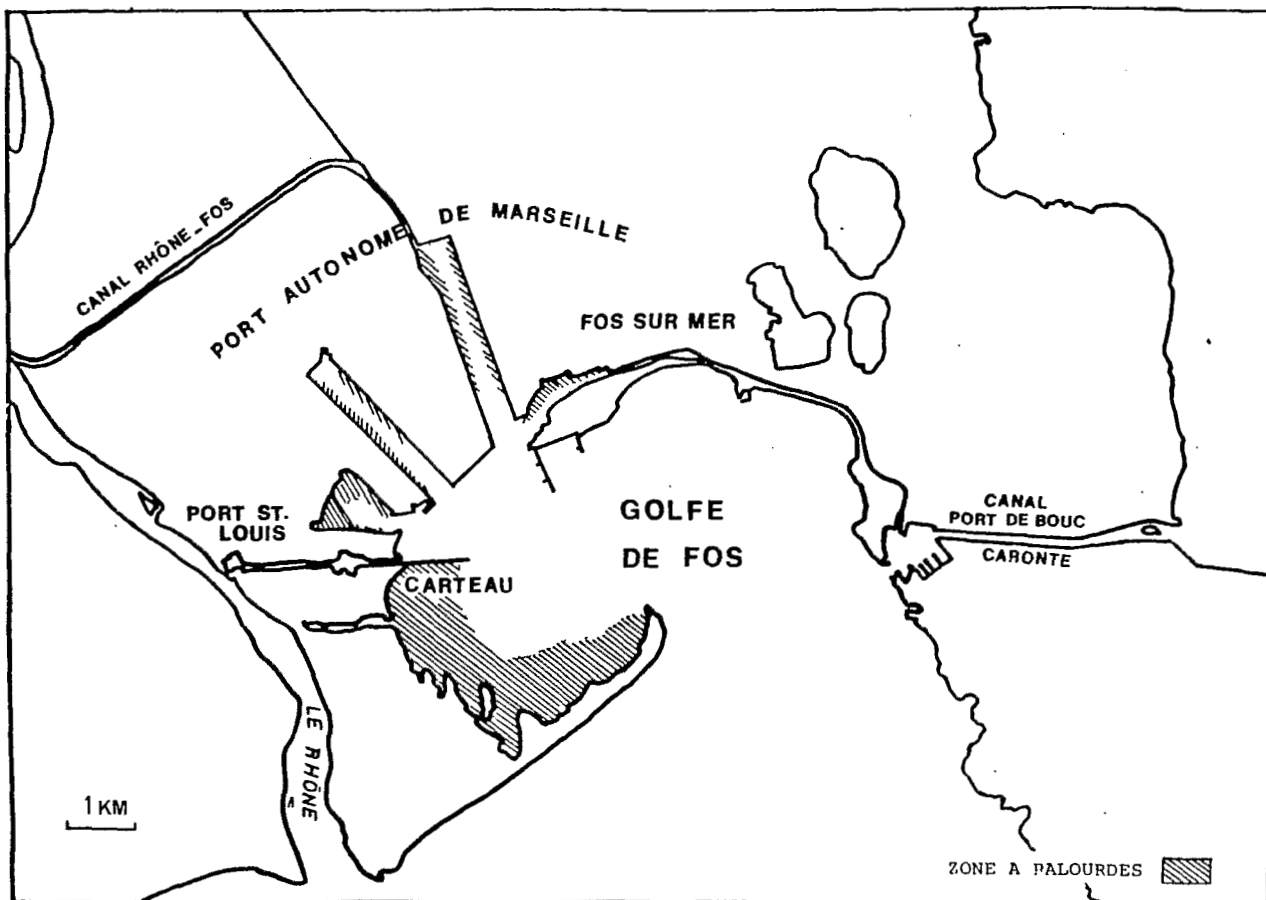 CANAL RHÔNE-FOS
PORT AUTONOME DE MARSEILLE
FOS SUR MER
PORT ST.
LOUIS
CARTEAU
GOLFE
DE FOS
CANAL
PORT DE BOUC
CARONTE
LE RHÔNE
1 KM
ZONE A PALOURDES